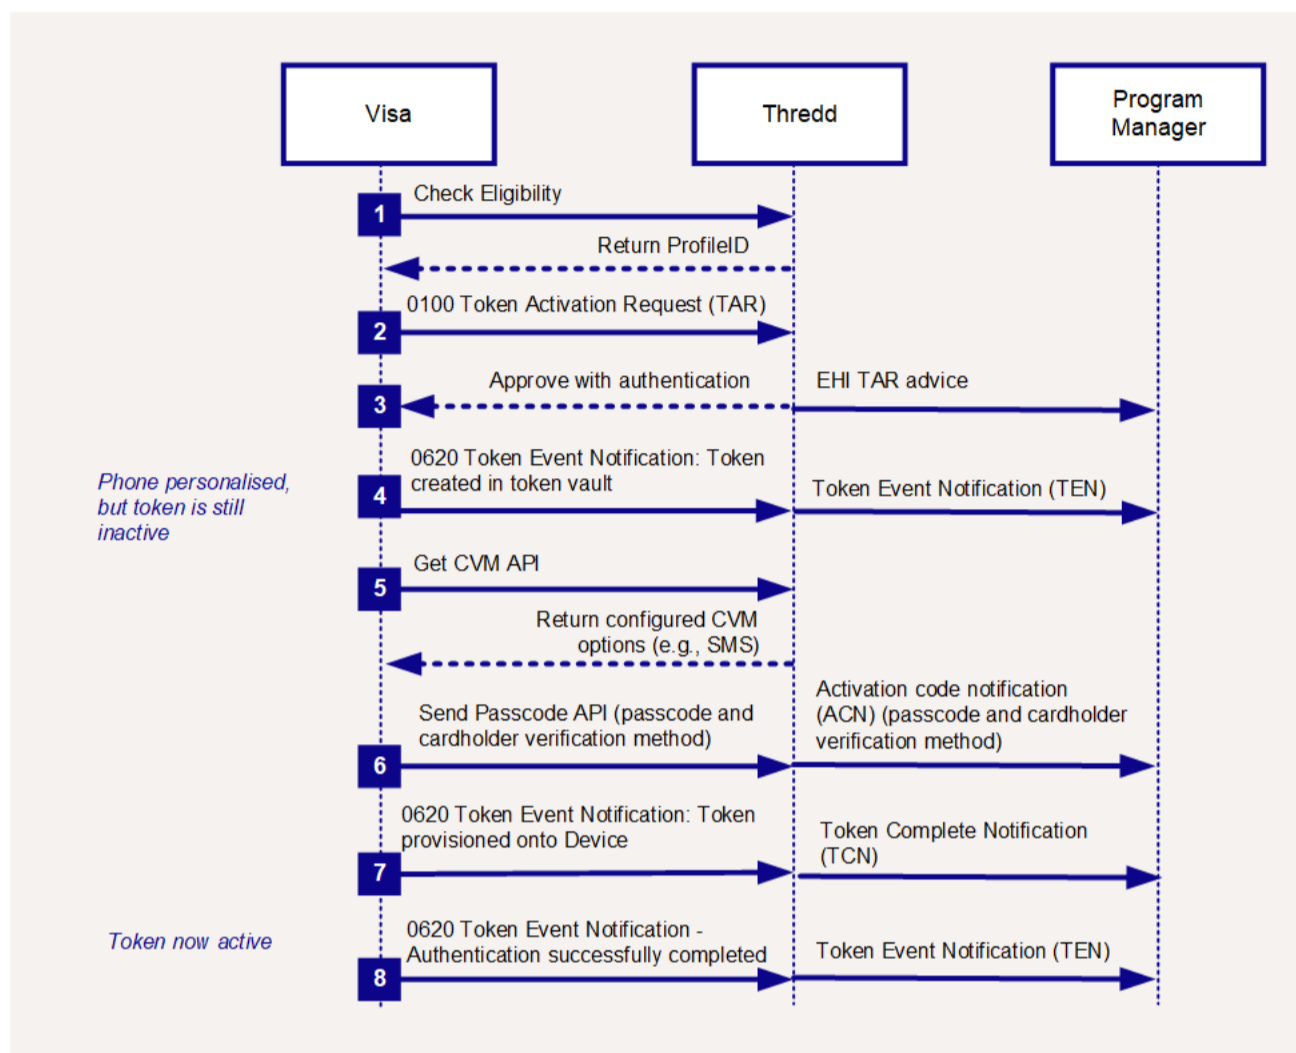 Visa
Thredd
Program
Manager
1
Check Eligibility
Return ProfileID
2
0100 Token Activation Request (TAR)
3
Approve with authentication
EHI TAR advice
Phone personalised,
but token is still
inactive
4
0620 Token Event Notification: Token
created in token vault
Token Event Notification (TEN)
5
Get CVM API
Return configured CVM
options (e.g., SMS)
6
Send Passcode API (passcode and
cardholder verification method)
Activation code notification
(ACN) (passcode and cardholder
verification method)
7
0620 Token Event Notification: Token
provisioned onto Device
Token Complete Notification
(TCN)
Token now active
8
0620 Token Event Notification -
Authentication successfully completed
Token Event Notification (TEN)